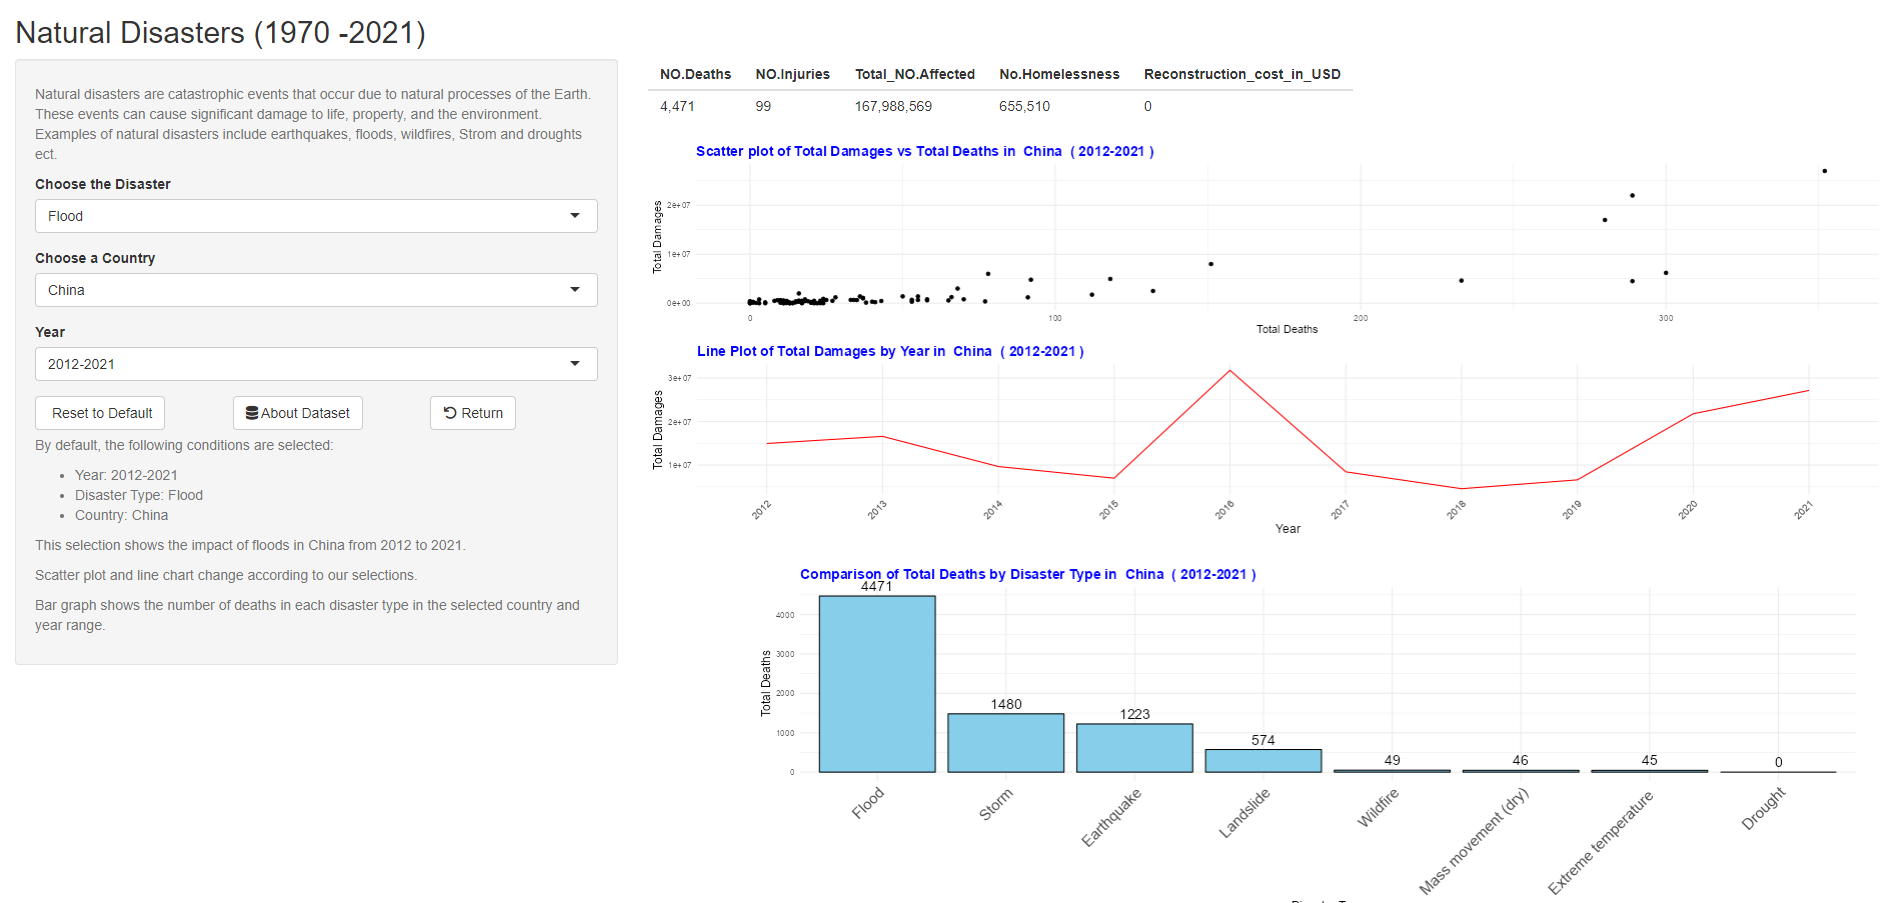 Natural Disasters (1970 -2021)
Natural disasters are catastrophic events that occur due to natural processes of the Earth.
These events can cause significant damage to life, property, and the environment.
Examples of natural disasters include earthquakes, floods, wildfires, Strom and droughts
ect.
Choose the Disaster
Flood
Choose a Country
China
Year
2012-2021
Reset to Default
About Dataset
Return
By default, the following conditions are selected:
Year: 2012-2021
Disaster Type: Flood
Country: China
This selection shows the impact of floods in China from 2012 to 2021.
Scatter plot and line chart change according to our selections.
Bar graph shows the number of deaths in each disaster type in the selected country and
year range.
NO.Deaths NO.Injuries Total_NO.Affected No.Homelessness Reconstruction_cost_in_USD
4,471 99 167,988,569 655,510 0
Scatter plot of Total Damages vs Total Deaths in China ( 2012-2021 )
Total Damages
2e+07
1e+07
0e+00
0 100 200 300
Total Deaths
Line Plot of Total Damages by Year in China ( 2012-2021 )
Total Damages
3e+07
2e+07
1e+07
2012 2013 2014 2015 2016 2017 2018 2019 2020 2021
Year
Comparison of Total Deaths by Disaster Type in China ( 2012-2021 )
Total Deaths
4000
3000
2000
1000
0
4471 1480 1223 574 49 46 45 0
Flood Storm Earthquake Landslide Wildfire Mass movement (dry) Extreme temperature Drought